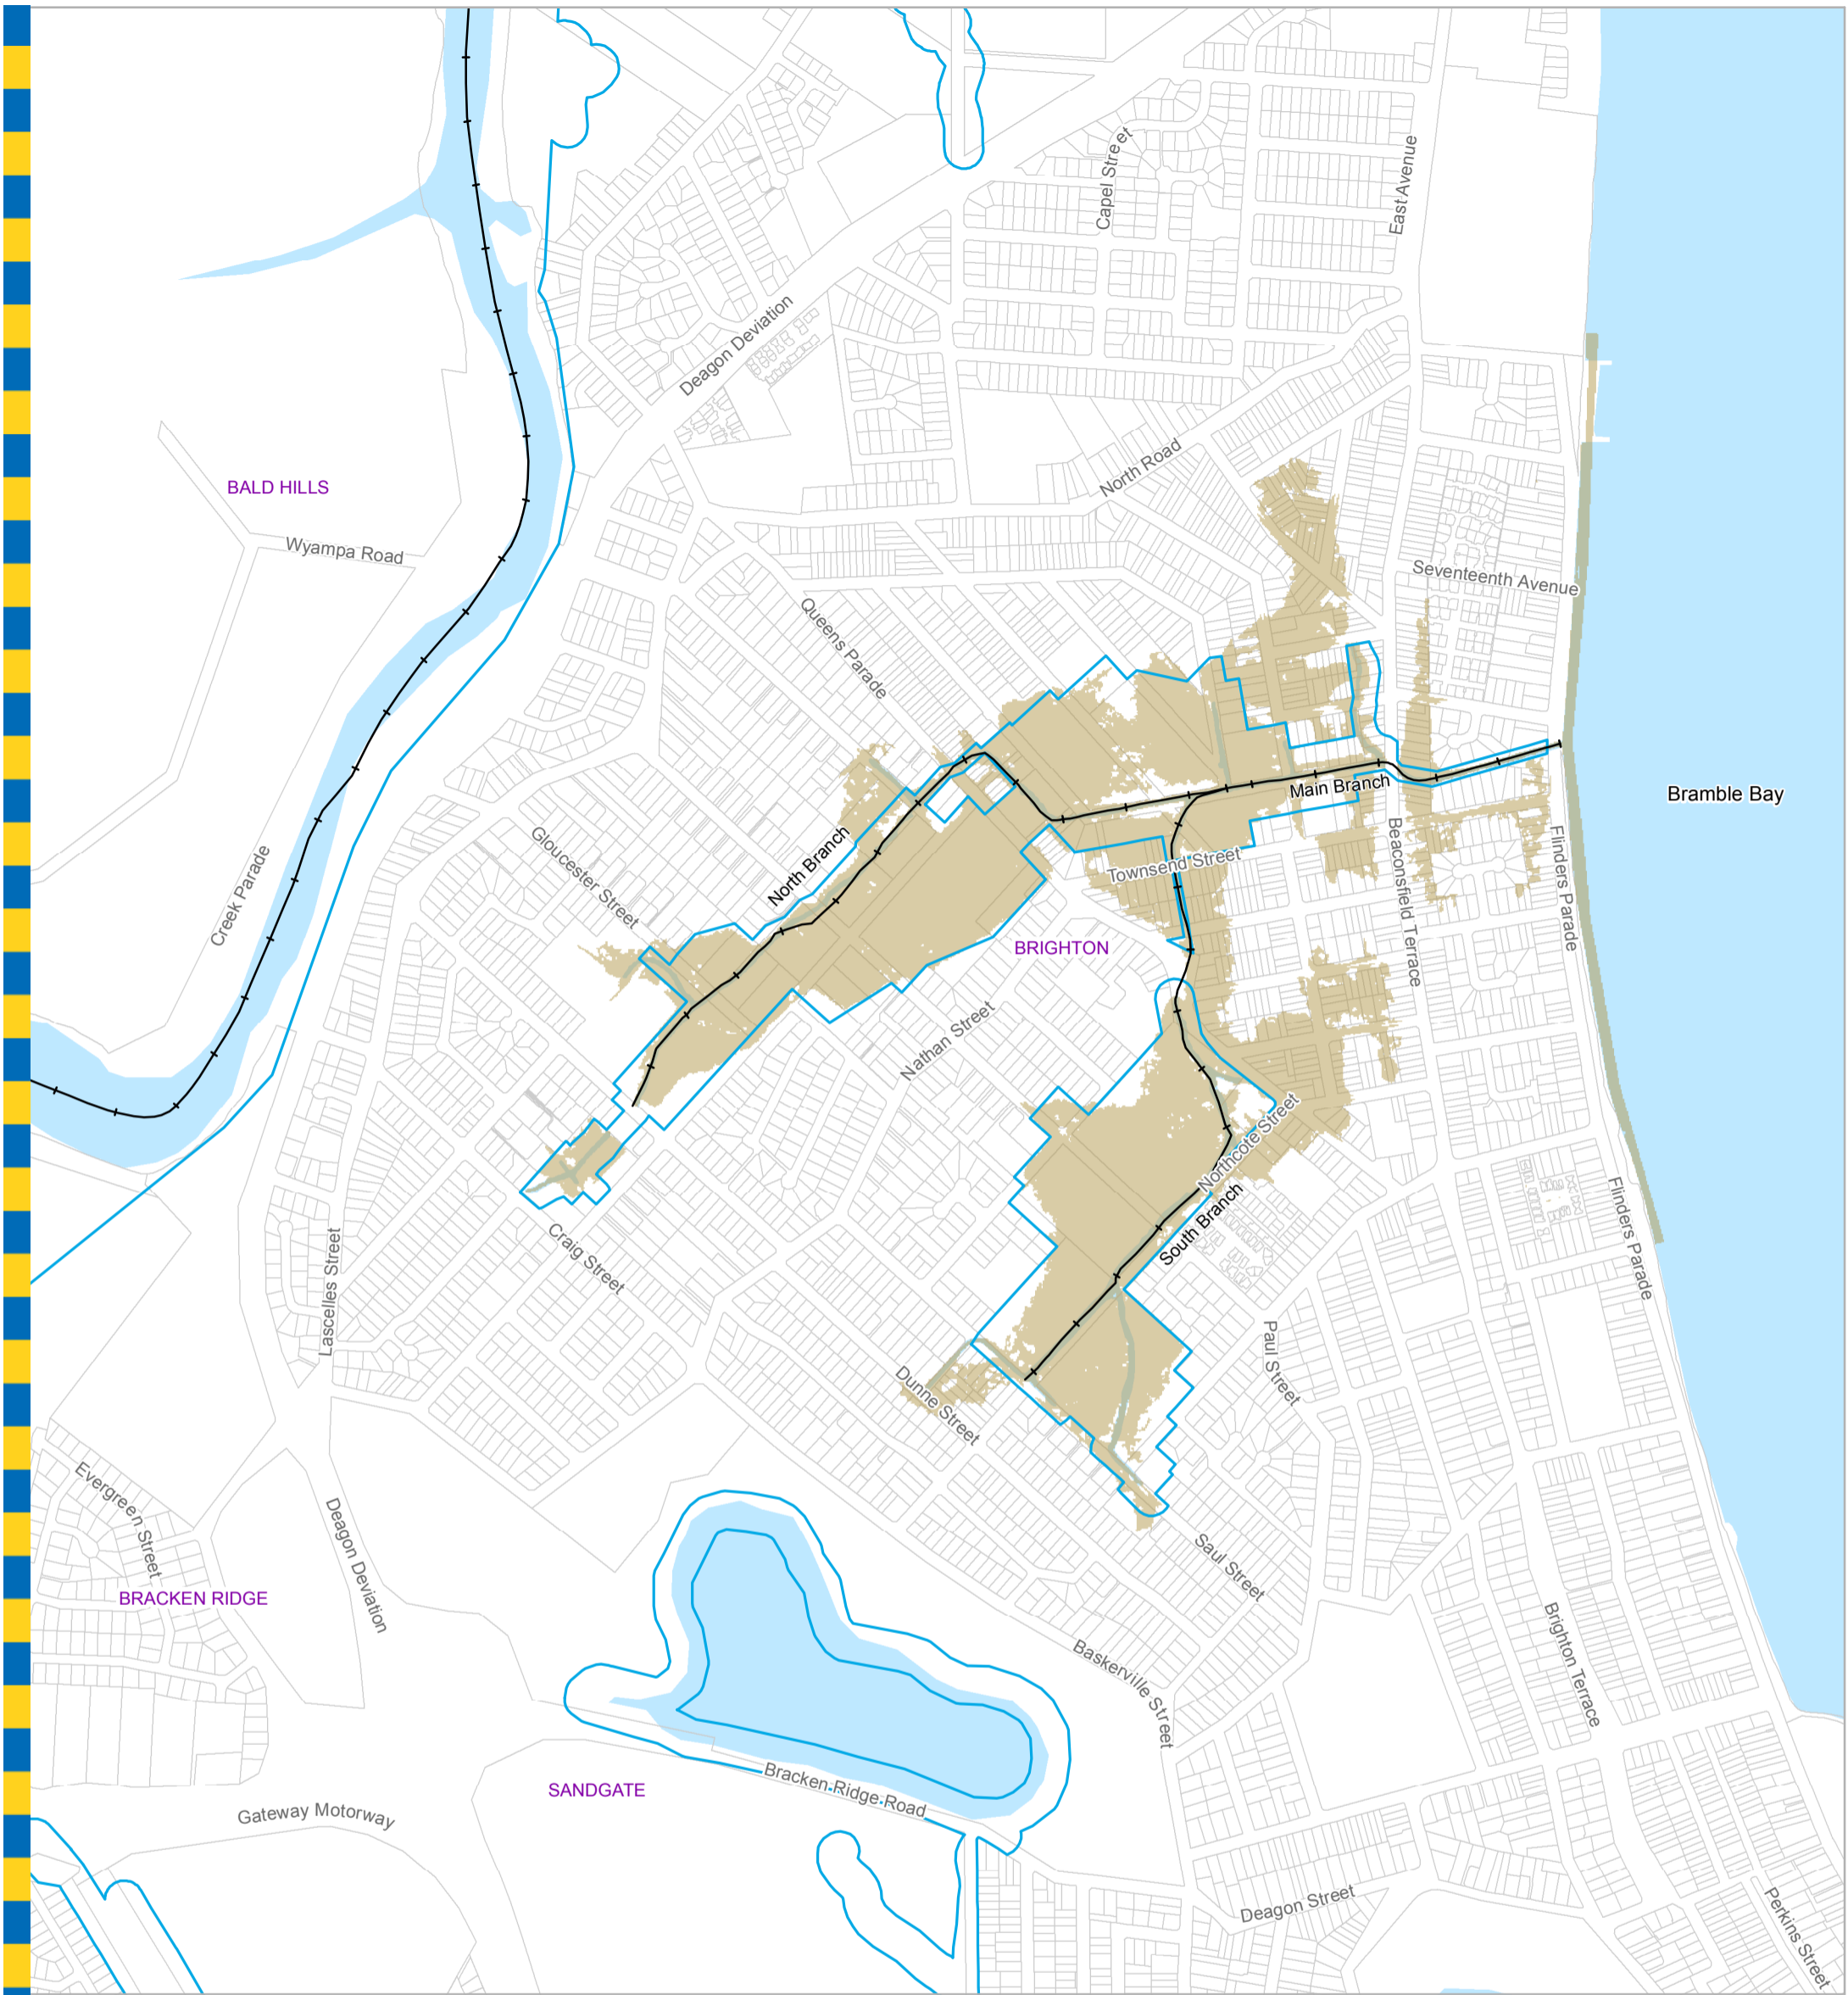 Capel Street
East Avenue
Deagon Deviation
North Road
BALD HILLS
Wyampa Road
Seventeenth Avenue
Queens Parade
Main Branch
Bramble Bay
Gloucester Street
North Branch
Townsend Street
Beaconsfield Terrace
Flinders Parade
Creek Parade
BRIGHTON
Nathan Street
Northcote Street
South Branch
Flinders Parade
Craig Street
Lascelles Street
Paul Street
Dunne Street
Evergreen Street
Deagon Deviation
Saul Street
BRACKEN RIDGE
Brighton Terrace
Baskerville Street
Bracken Ridge Road
SANDGATE
Gateway Motorway
Deagon Street
Perkins Street